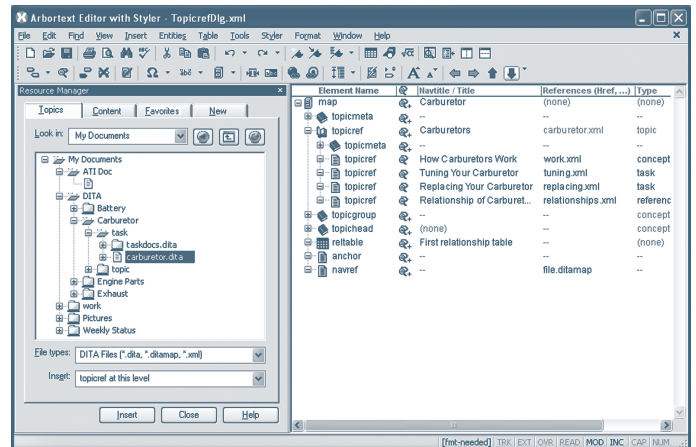 Arbortext Editor with Styler - TopicrefDlg.xml
File Edit Find View Insert Entities Table Tools Styler Format Window Help
Resource Manager
Topics Content Favorites New
Look in: My Documents
My Documents
ATI Doc
DITA
Battery
Carburetor
task
taskdocs.dita
carburetor.dita
topic
Engine Parts
Exhaust
work
Pictures
Weekly Status
File types: DITA Files (*.dita, *.ditamap, *.xml)
Insert: topicref at this level
Insert Close Help
Element Name Navtitle / Title References (Href, ...) Type
map Carburetor (none) (none)
topicmeta -- -- --
topicref Carburetors carburetor.xml topic
topicmeta -- -- --
topicref How Carburetors Work work.xml concept
topicref Tuning Your Carburetor tuning.xml task
topicref Replacing Your Carburetor replacing.xml task
topicref Relationship of Carburet... relationships.xml referenc
topicgroup -- -- concept
topichead (none) -- concept
reltable First relationship table -- (none)
anchor -- -- --
navref -- file.ditamap --
[fmt-needed] TRK EXT OVR READ MOD INC CAP NUM